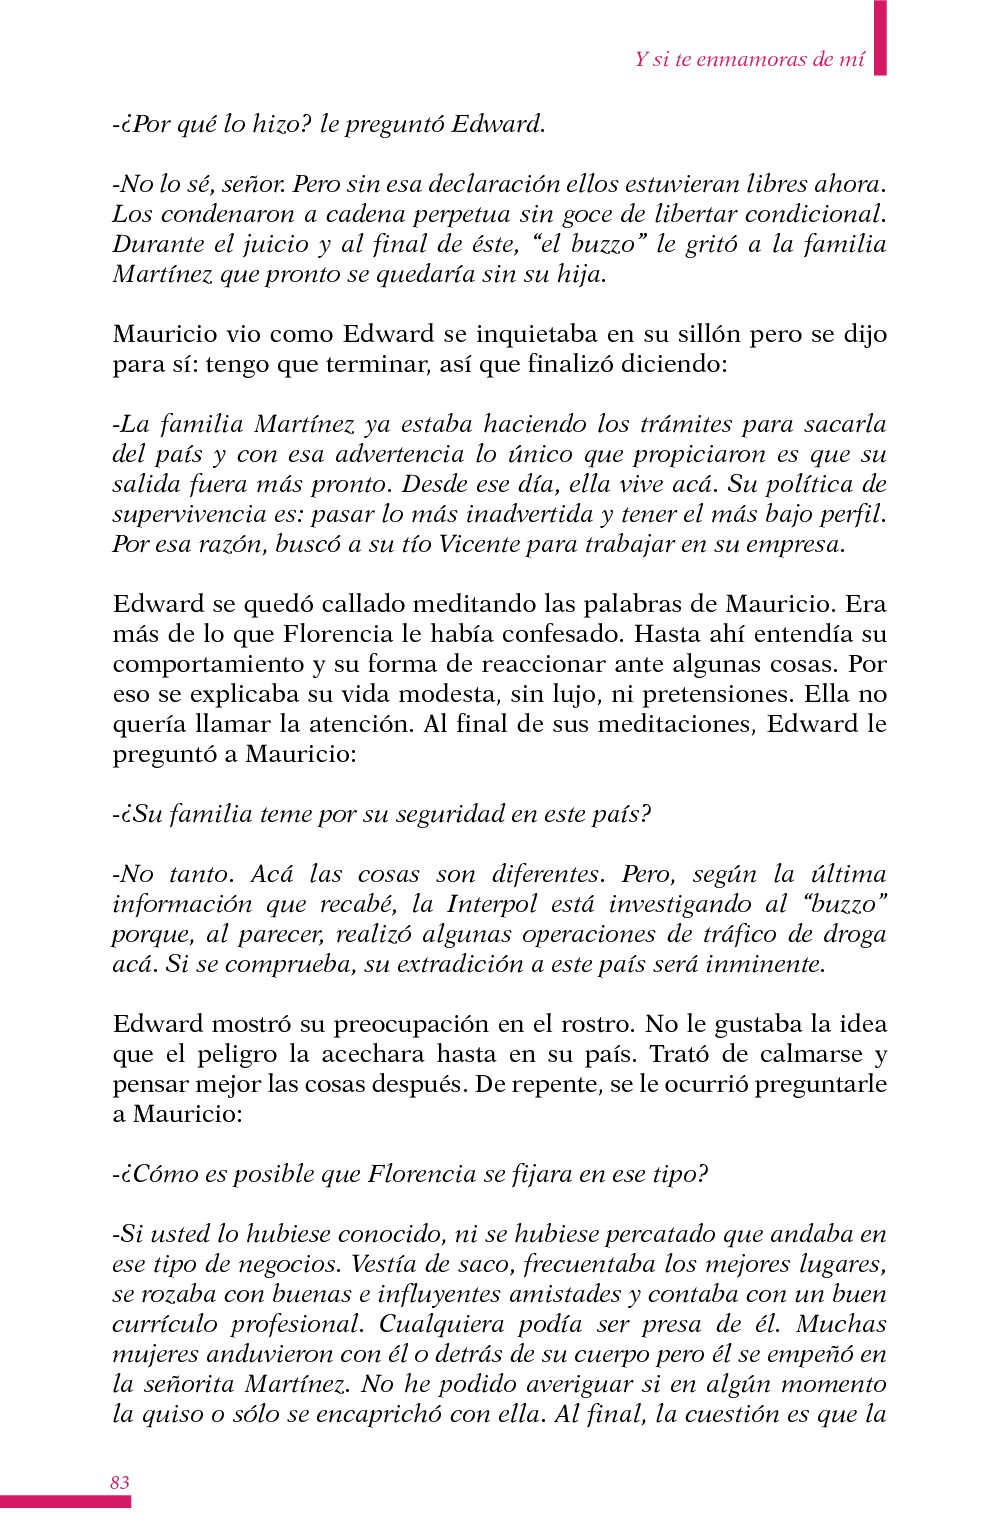 Y si te enmamoras de mí
-¿Por qué lo hizo? le preguntó Edward.
-No lo sé, señor. Pero sin esa declaración ellos estuvieran libres ahora.
Los condenaron a cadena perpetua sin goce de libertar condicional.
Durante el juicio y al final de éste, “el buzzo” le gritó a la familia
Martínez que pronto se quedaría sin su hija.
Mauricio vio como Edward se inquietaba en su sillón pero se dijo
para sí: tengo que terminar, así que finalizó diciendo:
-La familia Martínez ya estaba haciendo los trámites para sacarla
del país y con esa advertencia lo único que propiciaron es que su
salida fuera más pronto. Desde ese día, ella vive acá. Su política de
supervivencia es: pasar lo más inadvertida y tener el más bajo perfil.
Por esa razón, buscó a su tío Vicente para trabajar en su empresa.
Edward se quedó callado meditando las palabras de Mauricio. Era
más de lo que Florencia le había confesado. Hasta ahí entendía su
comportamiento y su forma de reaccionar ante algunas cosas. Por
eso se explicaba su vida modesta, sin lujo, ni pretensiones. Ella no
quería llamar la atención. Al final de sus meditaciones, Edward le
preguntó a Mauricio:
-¿Su familia teme por su seguridad en este país?
-No tanto. Acá las cosas son diferentes. Pero, según la última
información que recabé, la Interpol está investigando al “buzzo”
porque, al parecer, realizó algunas operaciones de tráfico de droga
acá. Si se comprueba, su extradición a este país será inminente.
Edward mostró su preocupación en el rostro. No le gustaba la idea
que el peligro la acechara hasta en su país. Trató de calmarse y
pensar mejor las cosas después. De repente, se le ocurrió preguntarle
a Mauricio:
-¿Cómo es posible que Florencia se fijara en ese tipo?
-Si usted lo hubiese conocido, ni se hubiese percatado que andaba en
ese tipo de negocios. Vestía de saco, frecuentaba los mejores lugares,
se rozaba con buenas e influyentes amistades y contaba con un buen
currículo profesional. Cualquiera podía ser presa de él. Muchas
mujeres anduvieron con él o detrás de su cuerpo pero él se empeñó en
la señorita Martínez. No he podido averiguar si en algún momento
la quiso o sólo se encaprichó con ella. Al final, la cuestión es que la
83